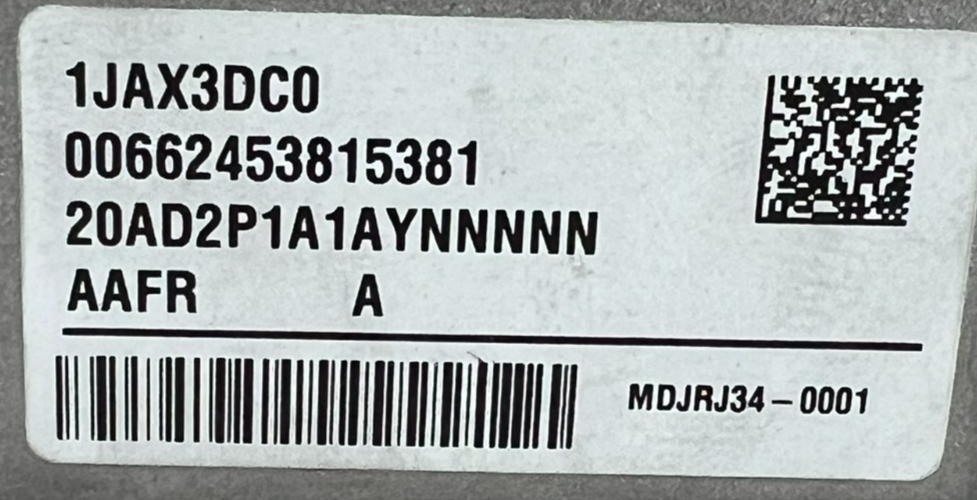 1JAX3DC0
00662453815381
20AD2P1A1AYNNNNN
AAFR A
MDJRJ34-0001